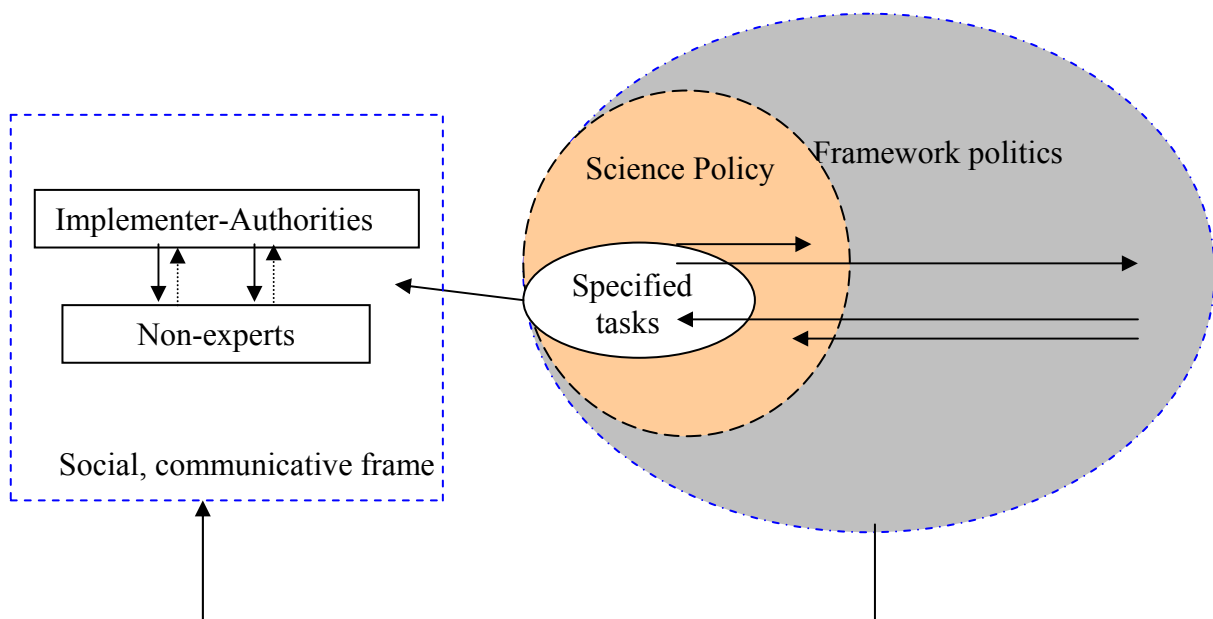 Implementer-Authorities
Non-experts
Social, communicative frame
Science Policy
Framework politics
Specified
tasks